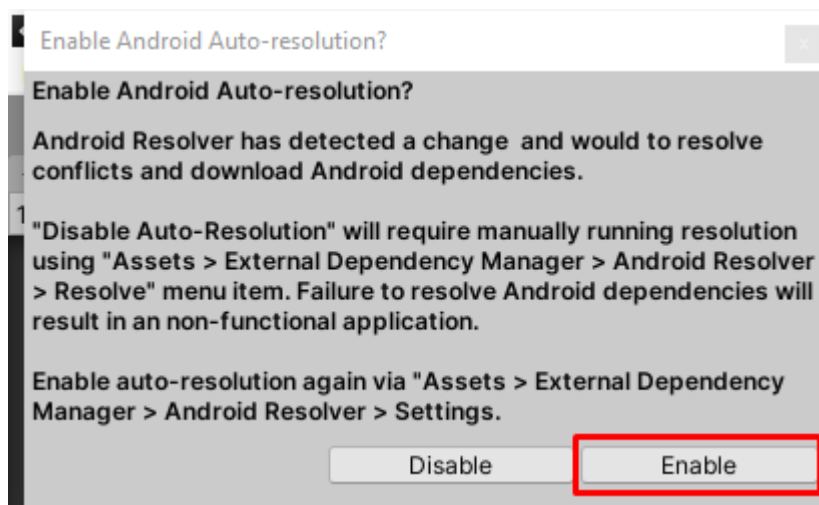 Enable Android Auto-resolution?
Enable Android Auto-resolution?
Android Resolver has detected a change  and would to resolve
conflicts and download Android dependencies.
"Disable Auto-Resolution" will require manually running resolution
using "Assets > External Dependency Manager > Android Resolver
> Resolve" menu item. Failure to resolve Android dependencies will
result in an non-functional application.
Enable auto-resolution again via "Assets > External Dependency
Manager > Android Resolver > Settings.
Disable
Enable